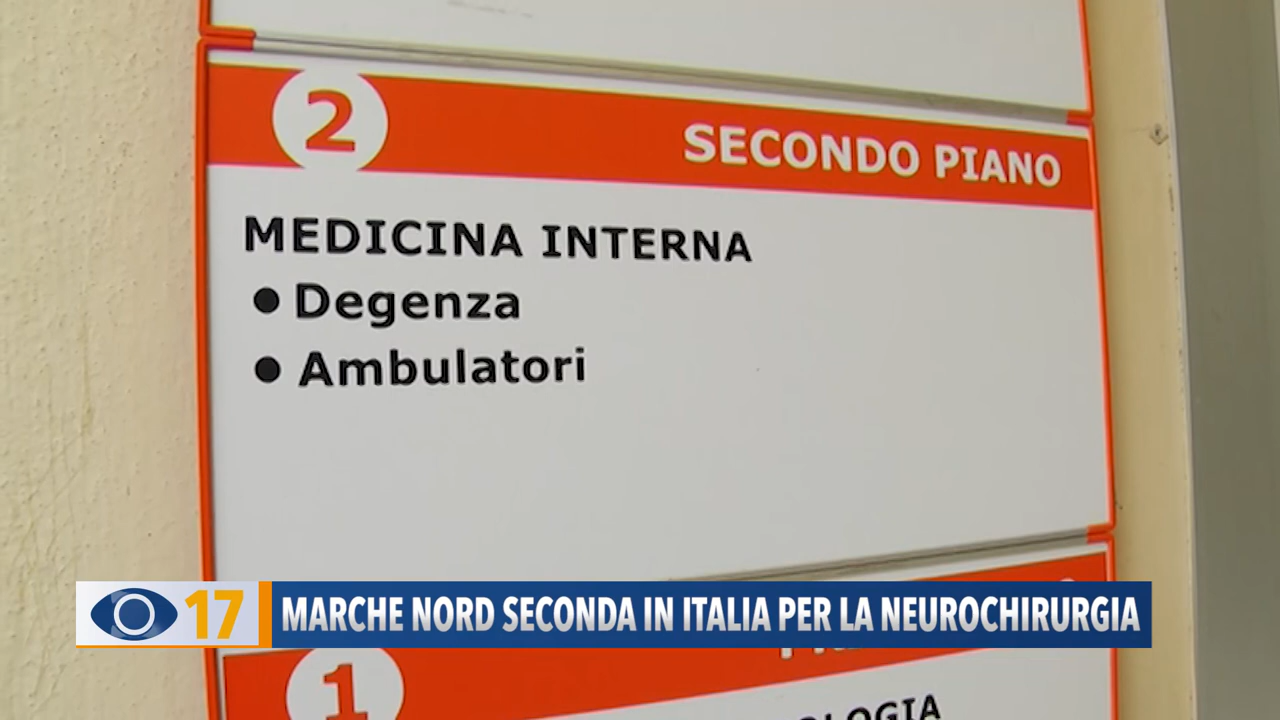 2
SECONDO PIANO
MEDICINA INTERNA
● Degenza
● Ambulatori
17
MARCHE NORD SECONDA IN ITALIA PER LA NEUROCHIRURGIA
1